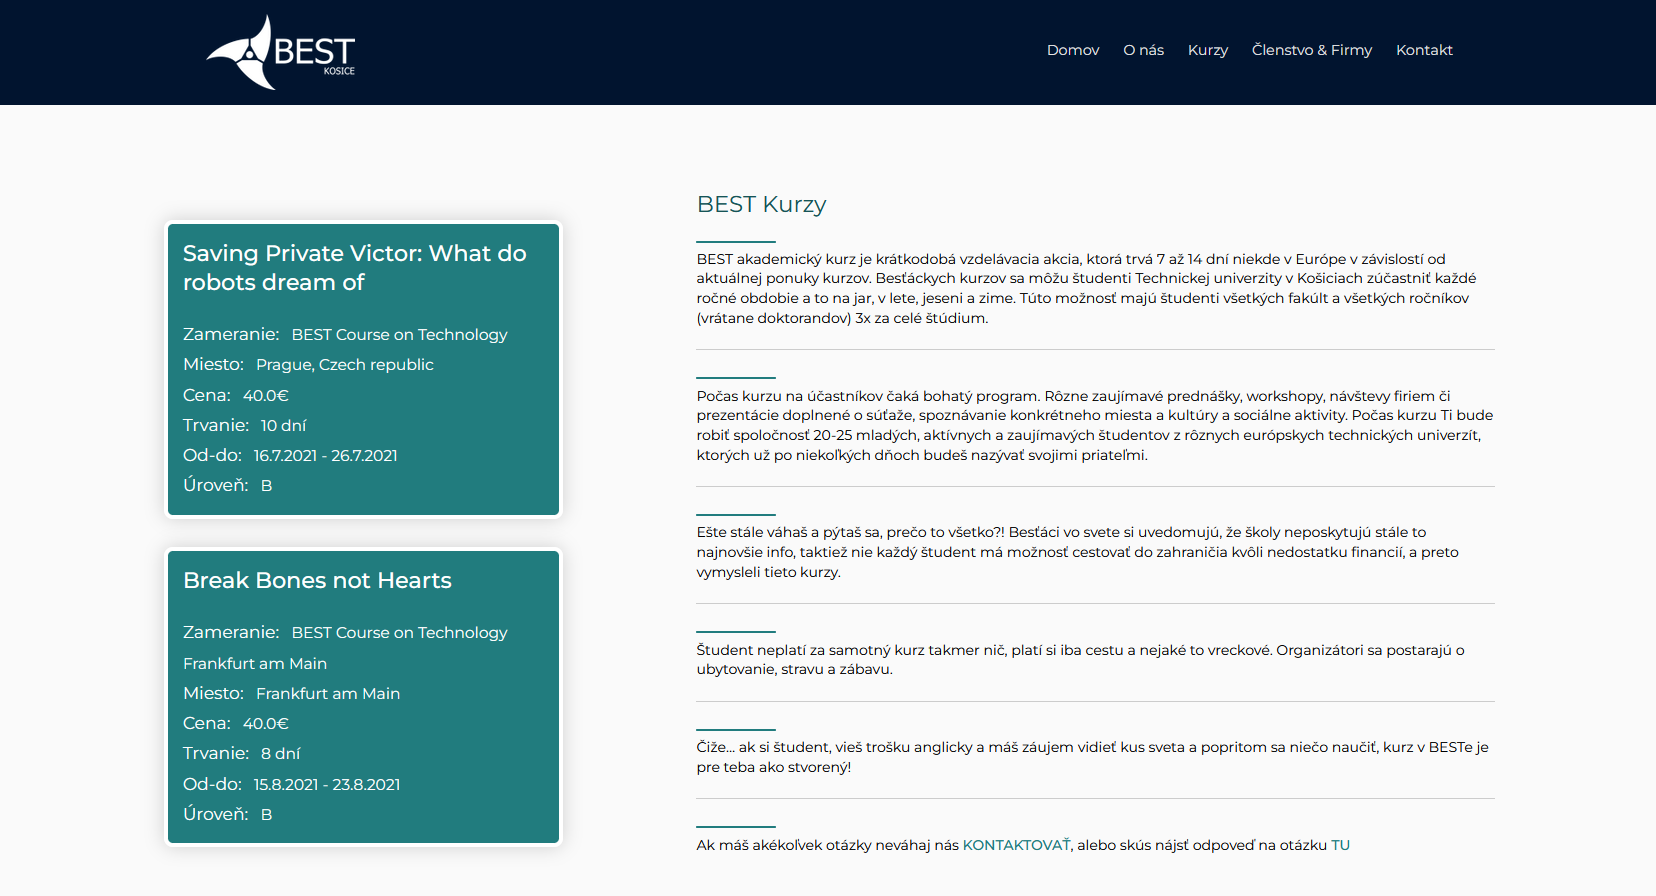 BEST
KOSICE
Domov O nás Kurzy Členstvo & Firmy Kontakt
Saving Private Victor: What do
robots dream of
Zameranie: BEST Course on Technology
Miesto: Prague, Czech republic
Cena: 40.0€
Trvanie: 10 dní
Od-do: 16.7.2021 - 26.7.2021
Úroveň: B
Break Bones not Hearts
Zameranie: BEST Course on Technology
Frankfurt am Main
Miesto: Frankfurt am Main
Cena: 40.0€
Trvanie: 8 dní
Od-do: 15.8.2021 - 23.8.2021
Úroveň: B
BEST Kurzy
BEST akademický kurz je krátkodobá vzdelávacia akcia, ktorá trvá 7 až 14 dní niekde v Európe v závislostí od
aktuálnej ponuky kurzov. Besťáckych kurzov sa môžu študenti Technickej univerzity v Košiciach zúčastniť každé
ročné obdobie a to na jar, v lete, jeseni a zime. Túto možnosť majú študenti všetkých fakúlt a všetkých ročníkov
(vrátane doktorandov) 3x za celé štúdium.
Počas kurzu na účastníkov čaká bohatý program. Rôzne zaujímavé prednášky, workshopy, návštevy firiem či
prezentácie doplnené o súťaže, spoznávanie konkrétneho miesta a kultúry a sociálne aktivity. Počas kurzu Ti bude
robiť spoločnosť 20-25 mladých, aktívnych a zaujímavých študentov z rôznych európskych technických univerzít,
ktorých už po niekoľkých dňoch budeš nazývať svojimi priateľmi.
Ešte stále váhaš a pýtaš sa, prečo to všetko?! Besťáci vo svete si uvedomujú, že školy neposkytujú stále to
najnovšie info, taktiež nie každý študent má možnosť cestovať do zahraničia kvôli nedostatku financií, a preto
vymysleli tieto kurzy.
Študent neplatí za samotný kurz takmer nič, platí si iba cestu a nejaké to vreckové. Organizátori sa postarajú o
ubytovanie, stravu a zábavu.
Čiže... ak si študent, vieš trošku anglicky a máš záujem vidieť kus sveta a popritom sa niečo naučiť, kurz v BESTe je
pre teba ako stvorený!
Ak máš akékoľvek otázky neváhaj nás KONTAKTOVAŤ, alebo skús nájsť odpoveď na otázku TU